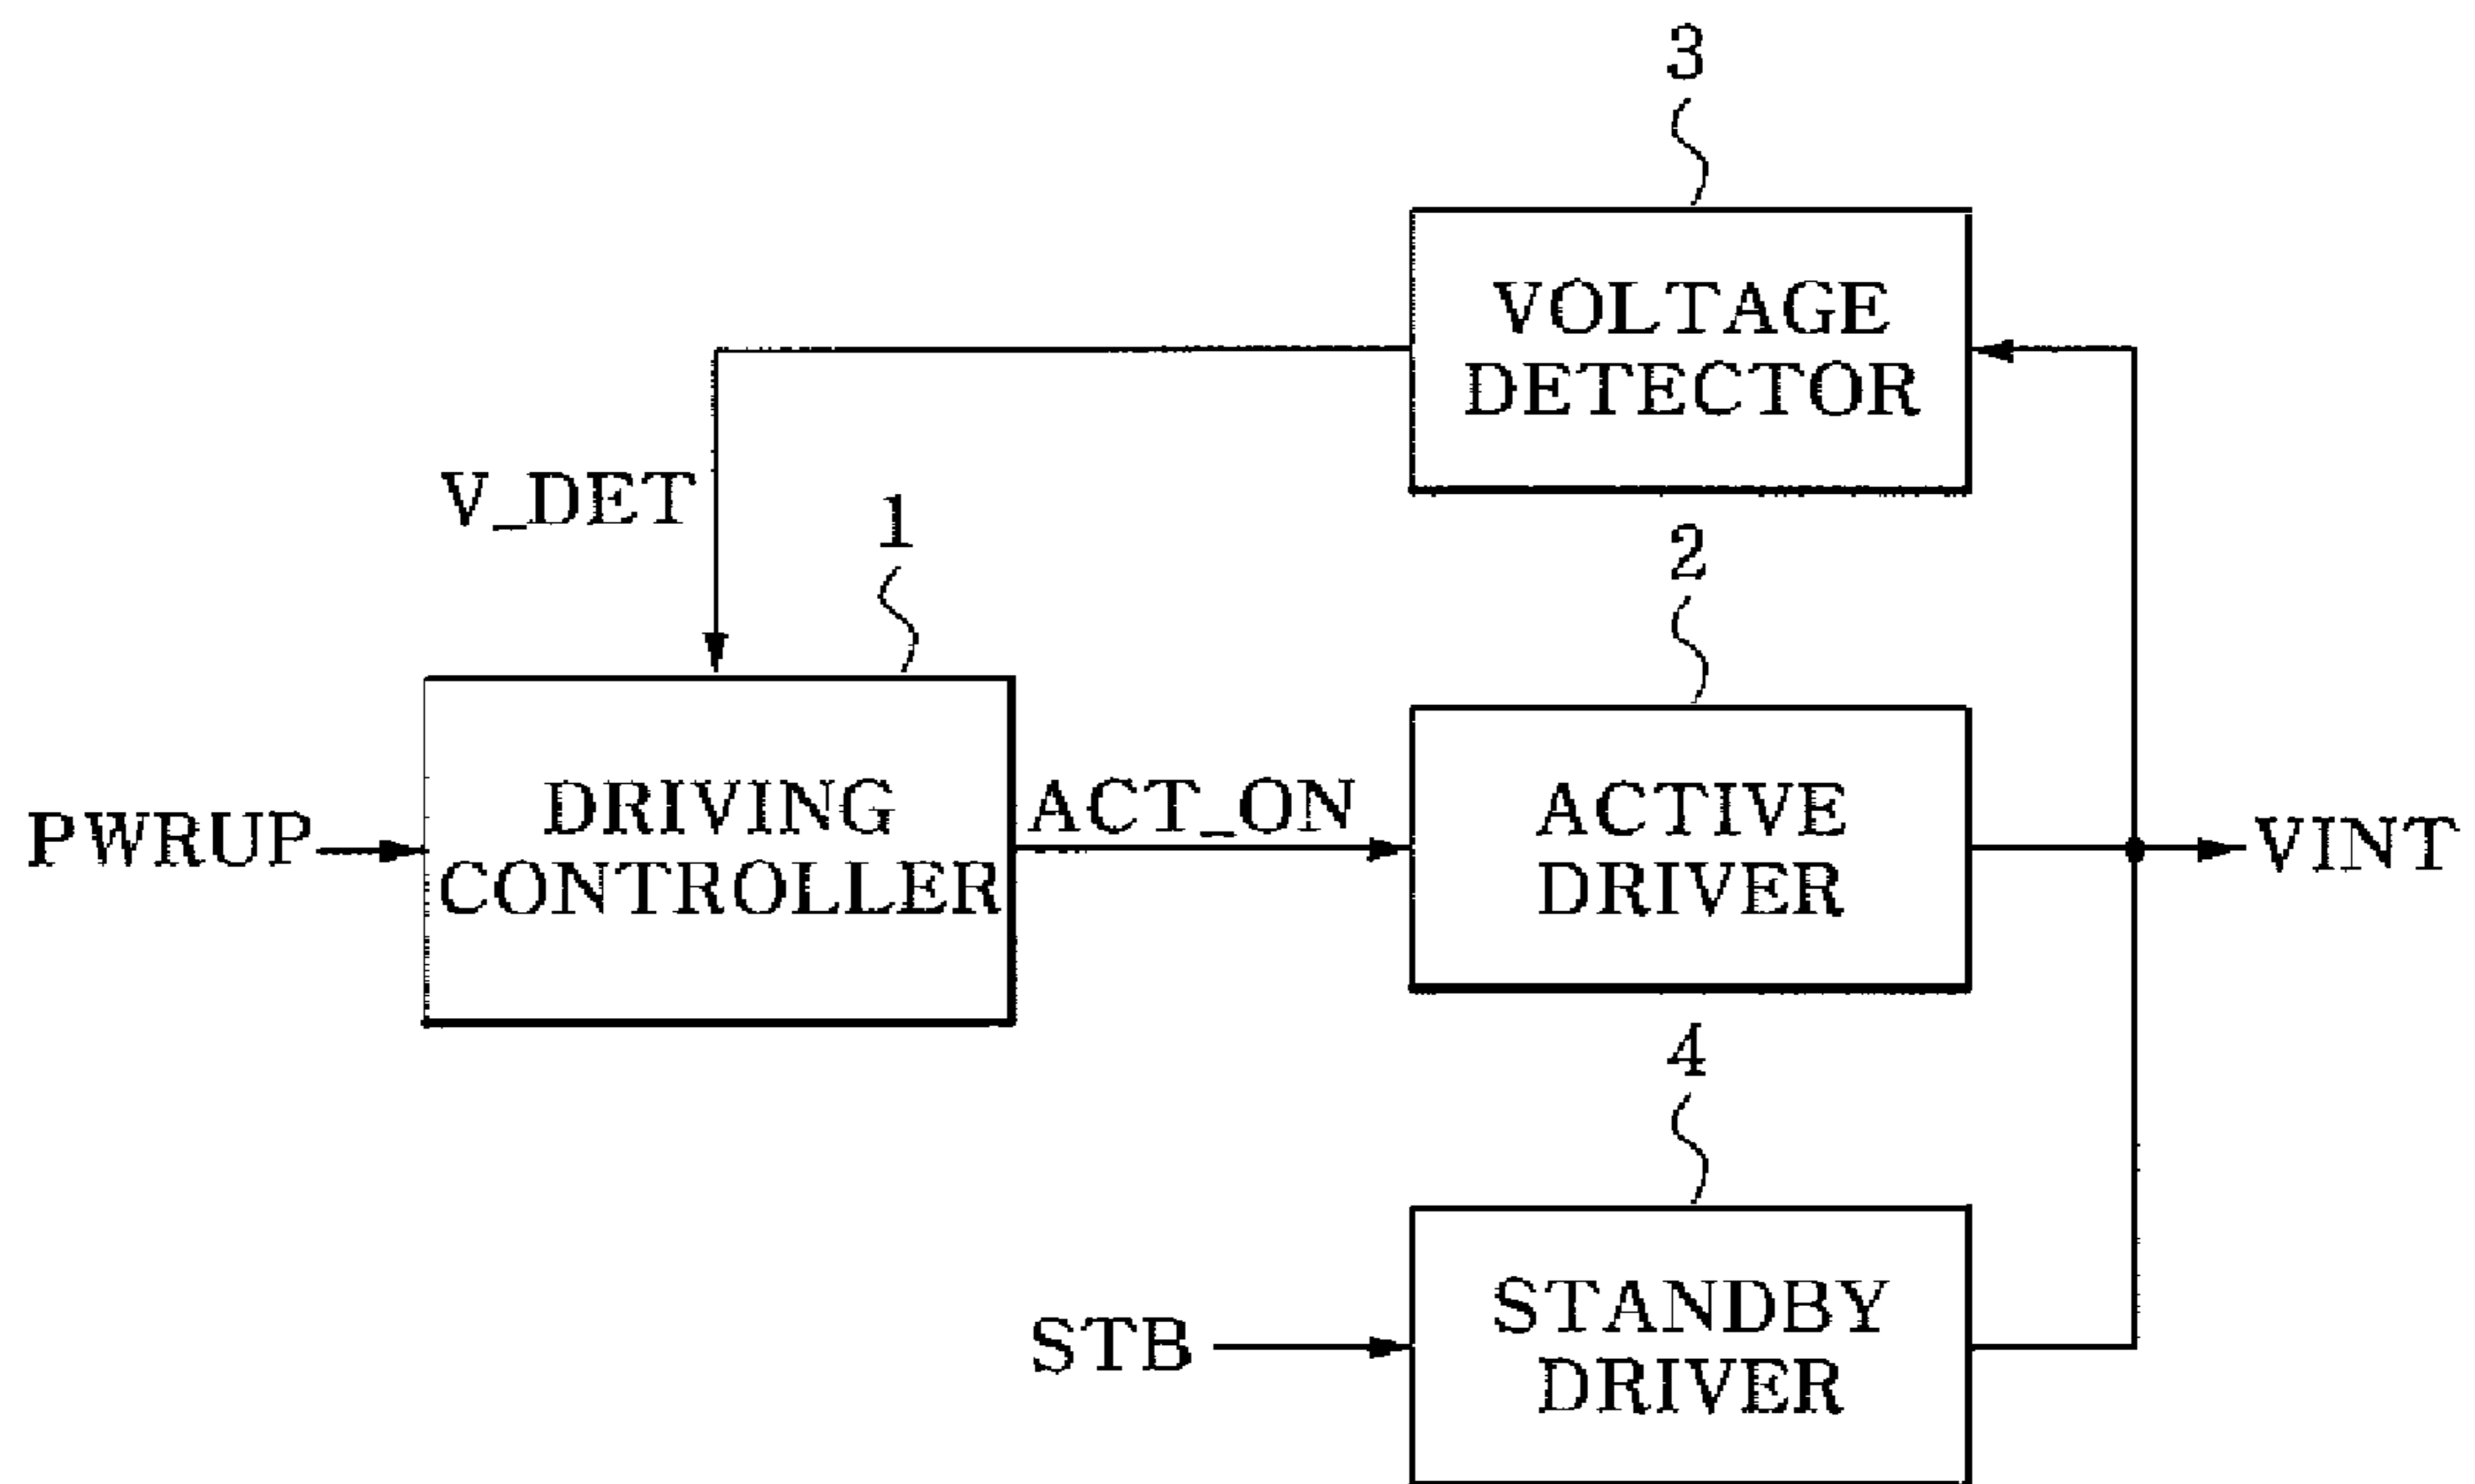 3
VOLTAGE
DETECTOR
V_DET
1
2
PWRUP
DRIVING
CONTROLLER
ACT_ON
ACTIVE
DRIVER
VINT
4
STB
STANDBY
DRIVER